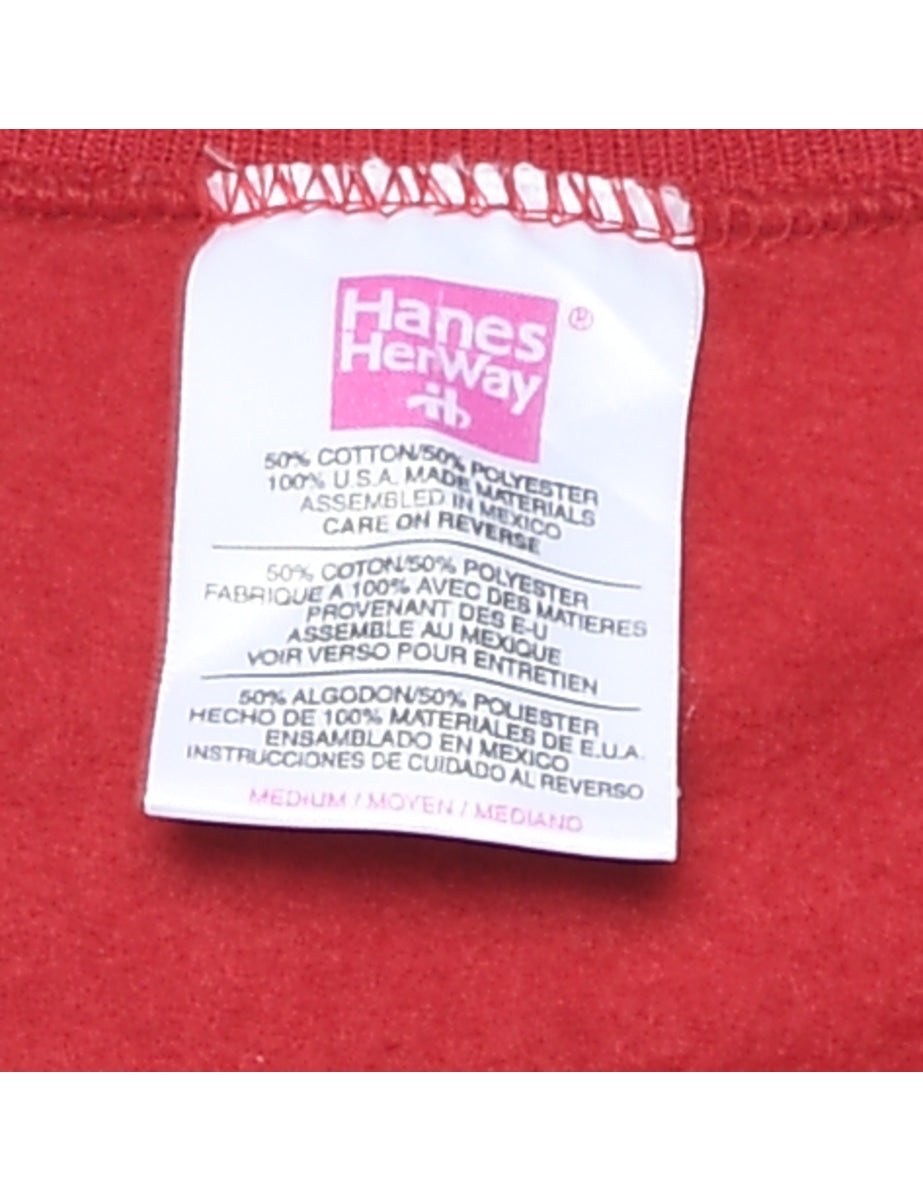 Hanes
HerWay
®
50% COTTON/50% POLYESTER
100% U.S.A. MADE MATERIALS
ASSEMBLED IN MEXICO
CARE ON REVERSE
50% COTON/50% POLYESTER
FABRIQUE A 100% AVEC DES MATIERES
PROVENANT DES E-U
ASSEMBLE AU MEXIQUE
VOIR VERSO POUR ENTRETIEN
50% ALGODON/50% POLIESTER
HECHO DE 100% MATERIALES DE E.U.A.
ENSAMBLADO EN MEXICO
INSTRUCCIONES DE CUIDADO AL REVERSO
MEDIUM / MOYEN / MEDIANO